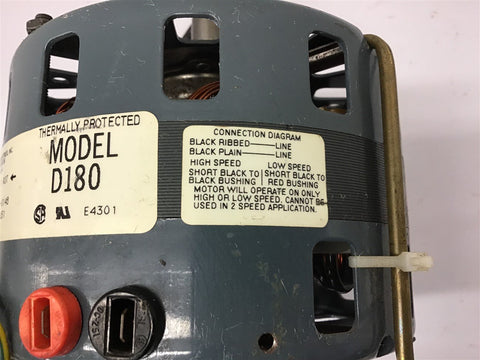 THERMALLY PROTECTED
MODEL
D180
E4301
CONNECTION DIAGRAM
BLACK RIBBED——LINE
BLACK PLAIN——LINE
HIGH SPEED LOW SPEED
SHORT BLACK TO SHORT BLACK TO
BLACK BUSHING RED BUSHING
MOTOR WILL OPERATE ON ONLY
HIGH OR LOW SPEED. CANNOT BE
USED IN 2 SPEED APPLICATION.